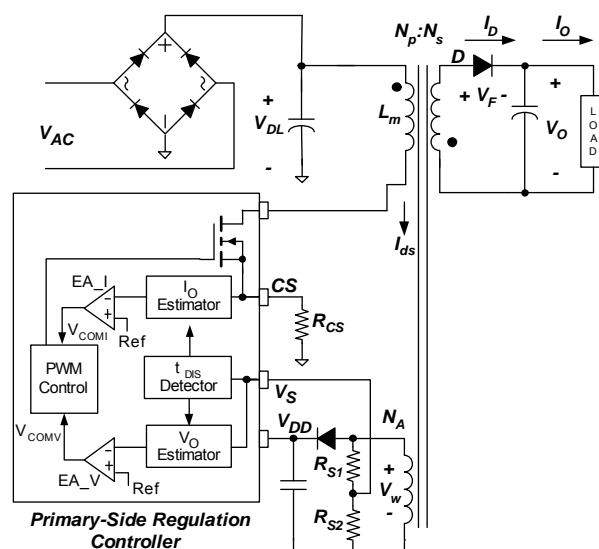 Np:Ns
ID
IO
D
+ VF -
+
VO
-
LOAD
+
VDL
-
Lm
VAC
Ids
EA_I
IO
Estimator
CS
RCS
Ref
VCOMI
PWM
Control
tDIS
Detector
VS
VDD
NA
VCOMV
VO
Estimator
EA_V
Ref
RS1
RS2
+
Vw
-
Primary-Side Regulation
Controller